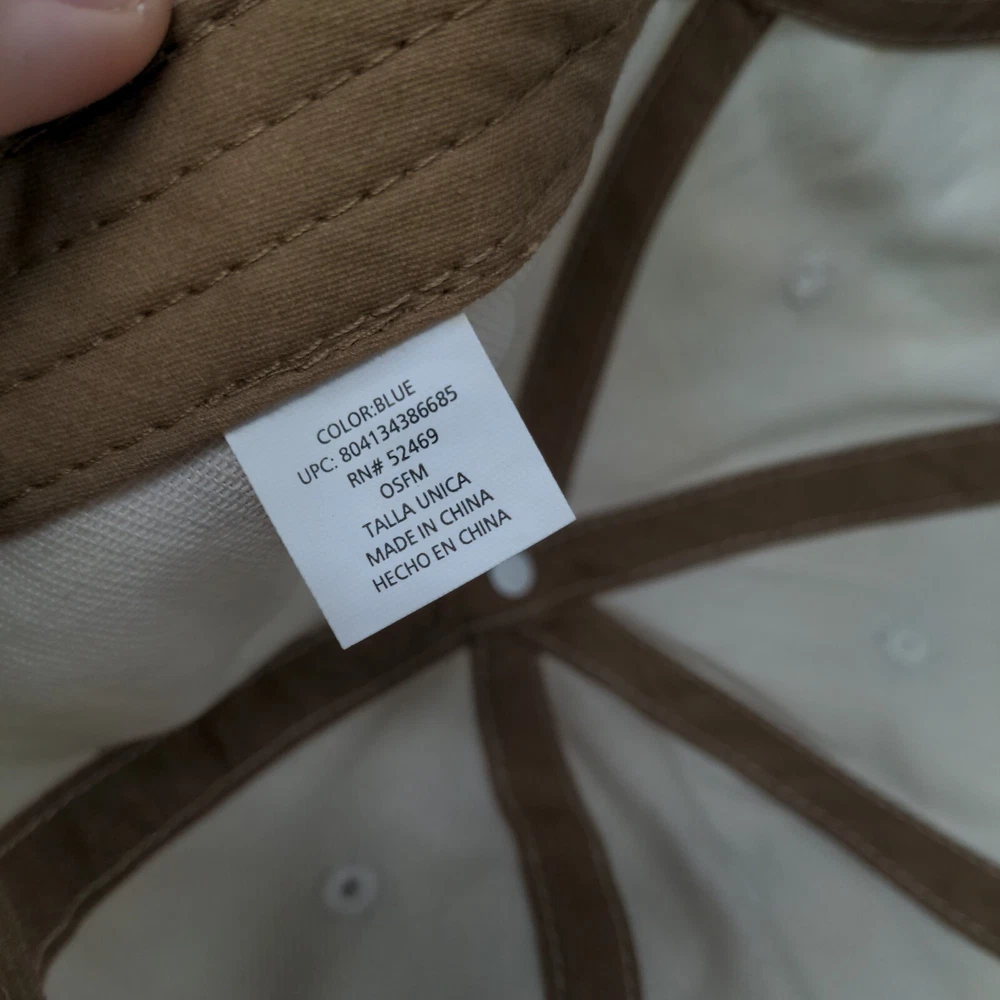 COLOR:BLUE
UPC: 804134386685
RN# 52469
OSFM
TALLA UNICA
MADE IN CHINA
HECHO EN CHINA